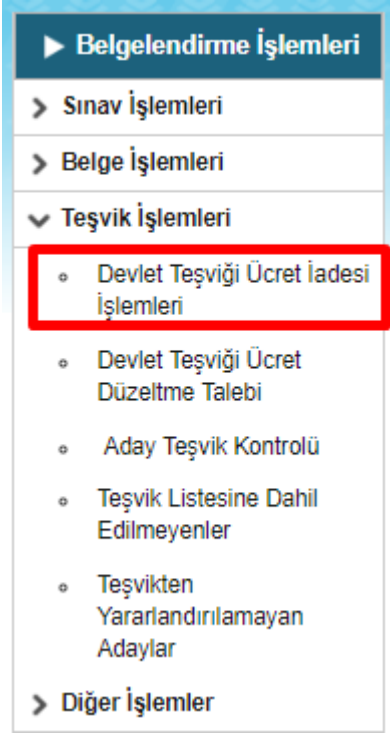 Belgelendirme İşlemleri
Sınav İşlemleri
Belge İşlemleri
Teşvik İşlemleri
Devlet Teşviği Ücret İadesi
İşlemleri
Devlet Teşviği Ücret
Düzeltme Talebi
Aday Teşvik Kontrolü
Teşvik Listesine Dahil
Edilmeyenler
Teşvikten
Yararlandırılamayan
Adaylar
Diğer İşlemler